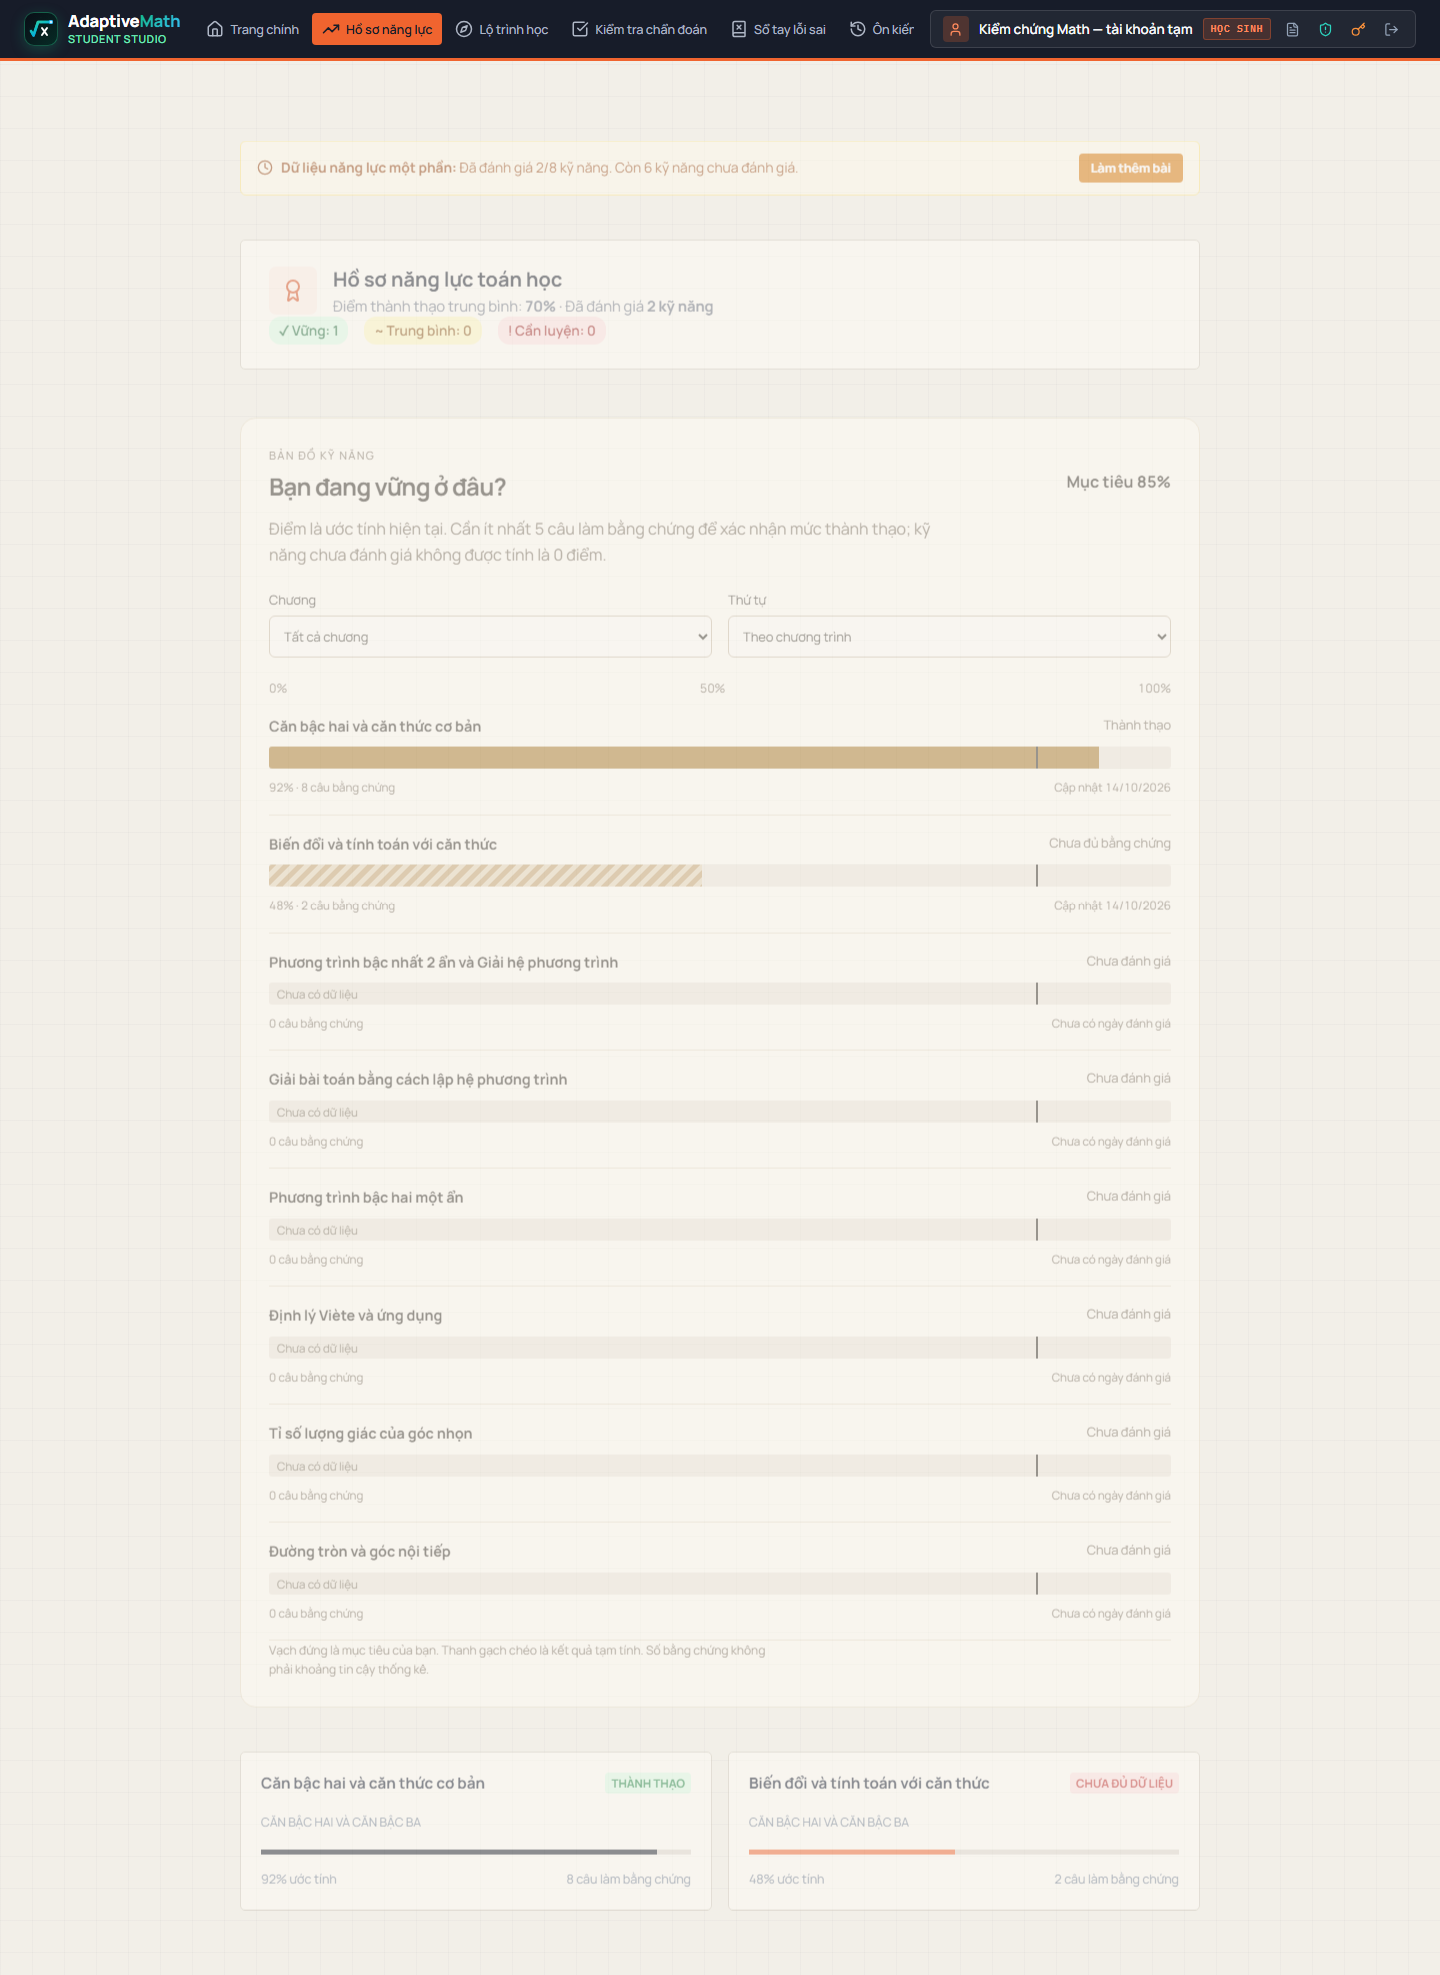 AdaptiveMath
STUDENT STUDIO
Trang chính
Hồ sơ năng lực
Lộ trình học
Kiểm tra chẩn đoán
Sổ tay lỗi sai
Ôn kiến
Kiểm chứng Math — tài khoản tạm
HỌC SINH
Dữ liệu năng lực một phần: Đã đánh giá 2/8 kỹ năng. Còn 6 kỹ năng chưa đánh giá.
Làm thêm bài
Hồ sơ năng lực toán học
Điểm thành thạo trung bình: 70% · Đã đánh giá 2 kỹ năng
✓ Vững: 1
~ Trung bình: 0
! Cần luyện: 0
BẢN ĐỒ KỸ NĂNG
Bạn đang vững ở đâu?
Mục tiêu 85%
Điểm là ước tính hiện tại. Cần ít nhất 5 câu làm bằng chứng để xác nhận mức thành thạo; kỹ
năng chưa đánh giá không được tính là 0 điểm.
Chương
Thứ tự
Tất cả chương
Theo chương trình
0%
50%
100%
Căn bậc hai và căn thức cơ bản
Thành thạo
92% · 8 câu bằng chứng
Cập nhật 14/10/2026
Biến đổi và tính toán với căn thức
Chưa đủ bằng chứng
48% · 2 câu bằng chứng
Cập nhật 14/10/2026
Phương trình bậc nhất 2 ẩn và Giải hệ phương trình
Chưa đánh giá
Chưa có dữ liệu
0 câu bằng chứng
Chưa có ngày đánh giá
Giải bài toán bằng cách lập hệ phương trình
Chưa đánh giá
Chưa có dữ liệu
0 câu bằng chứng
Chưa có ngày đánh giá
Phương trình bậc hai một ẩn
Chưa đánh giá
Chưa có dữ liệu
0 câu bằng chứng
Chưa có ngày đánh giá
Định lý Viète và ứng dụng
Chưa đánh giá
Chưa có dữ liệu
0 câu bằng chứng
Chưa có ngày đánh giá
Tỉ số lượng giác của góc nhọn
Chưa đánh giá
Chưa có dữ liệu
0 câu bằng chứng
Chưa có ngày đánh giá
Đường tròn và góc nội tiếp
Chưa đánh giá
Chưa có dữ liệu
0 câu bằng chứng
Chưa có ngày đánh giá
Vạch đứng là mục tiêu của bạn. Thanh gạch chéo là kết quả tạm tính. Số bằng chứng không
phải khoảng tin cậy thống kê.
Căn bậc hai và căn thức cơ bản
THÀNH THẠO
CĂN BẬC HAI VÀ CĂN BẬC BA
92% ước tính
8 câu làm bằng chứng
Biến đổi và tính toán với căn thức
CHƯA ĐỦ DỮ LIỆU
CĂN BẬC HAI VÀ CĂN BẬC BA
48% ước tính
2 câu làm bằng chứng